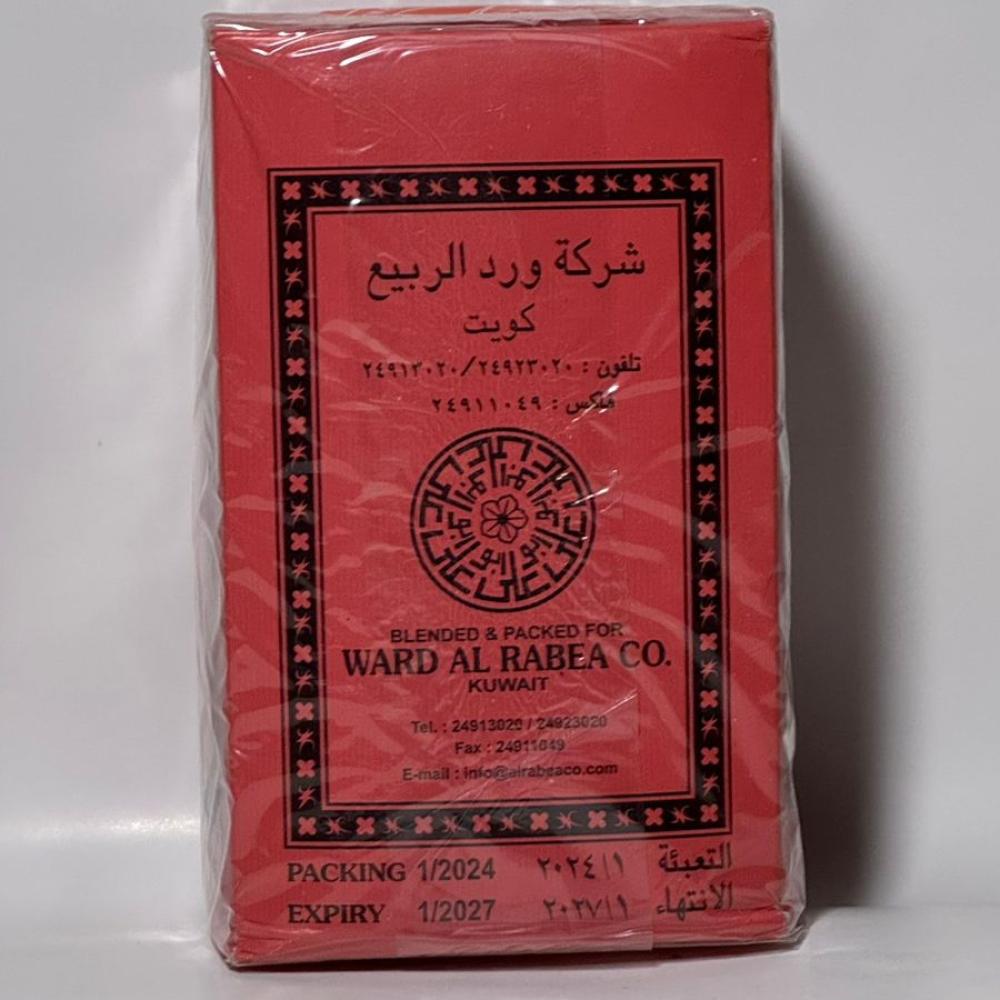 شركة ورد الربيع
كويت
تلفون : ٢٤٩٢٣٠٢٠/٢٤٩١٣٠٢٠
فاكس : ٢٤٩١١٠٤٩
BLENDED & PACKED FOR
WARD AL RABEA CO.
KUWAIT
Tel. : 24913020 / 24923020
Fax : 24911049
E-mail : info@alrabeaco.com
PACKING 1/2024 ٢٠٢٤/١ التعبئة
EXPIRY 1/2027 ٢٠٢٧/١ الانتهاء